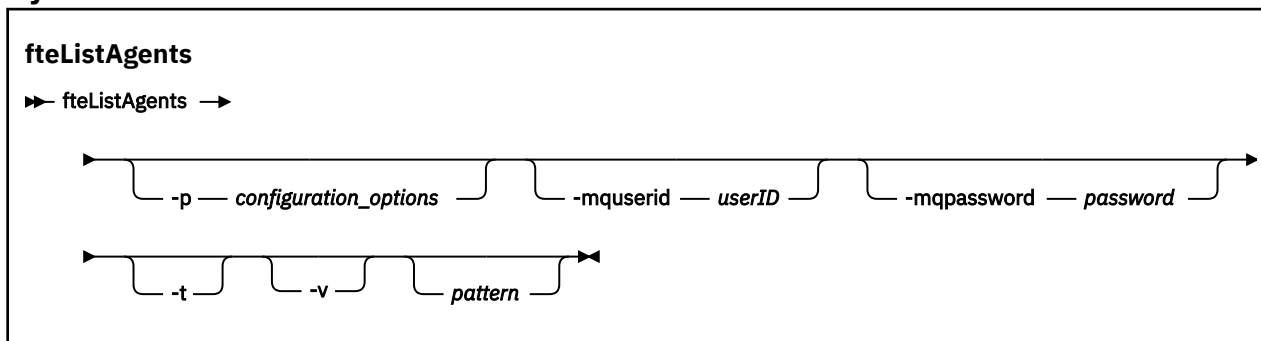 fteListAgents
fteListAgents
-p configuration_options -mquserid userID -mqpassword password
-t -v pattern